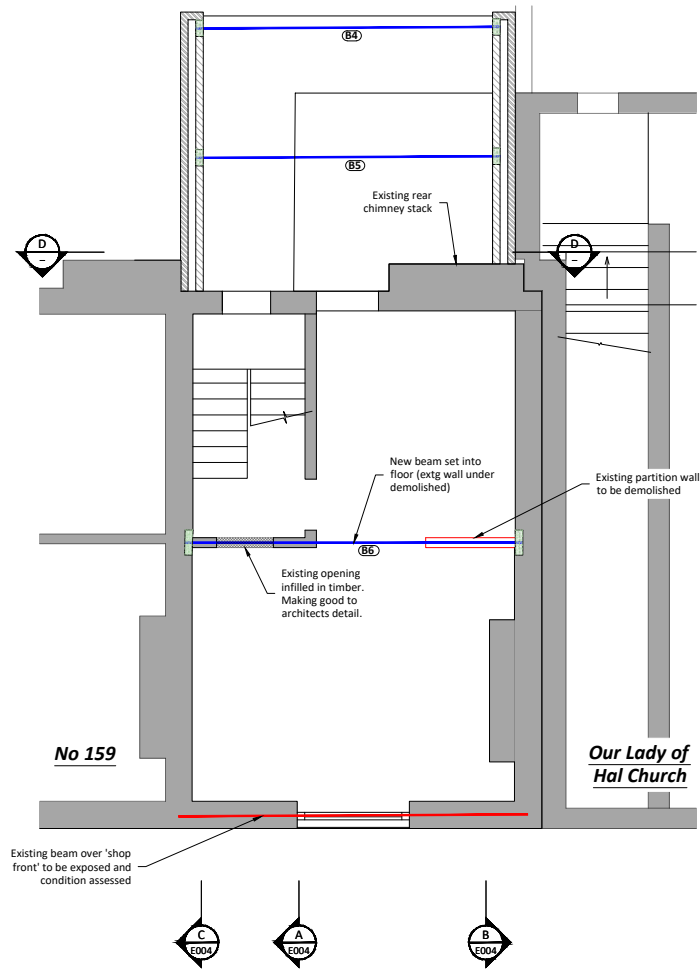 B4
B5
Existing rear
chimney stack
D
–
D
–
New beam set into
floor (extg wall under
demolished)
Existing partition wall
to be demolished
B6
Existing opening
infilled in timber.
Making good to
architects detail.
No 159
Our Lady of
Hal Church
Existing beam over 'shop
front' to be exposed and
condition assessed
C
E004
A
E004
B
E004